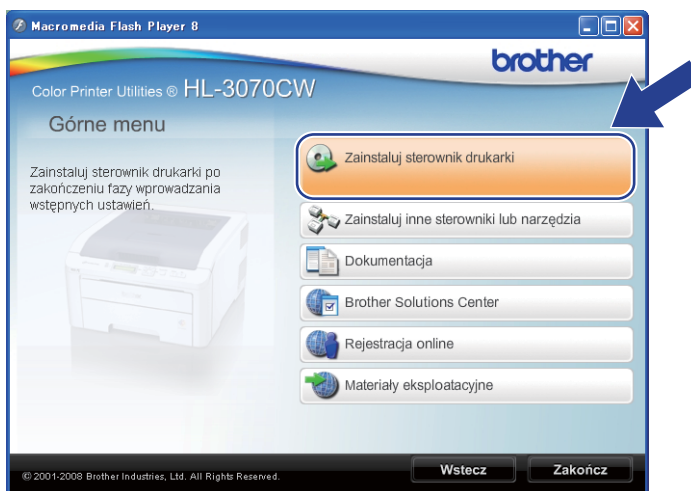 Macromedia Flash Player 8
brother
Color Printer Utilities ® HL-3070CW
Górne menu
Zainstaluj sterownik drukarki po
zakończeniu fazy wprowadzania
wstępnych ustawień.
Zainstaluj sterownik drukarki
Zainstaluj inne sterowniki lub narzędzia
Dokumentacja
Brother Solutions Center
Rejestracja online
Materiały eksploatacyjne
© 2001-2008 Brother Industries, Ltd. All Rights Reserved.
Wstecz
Zakończ